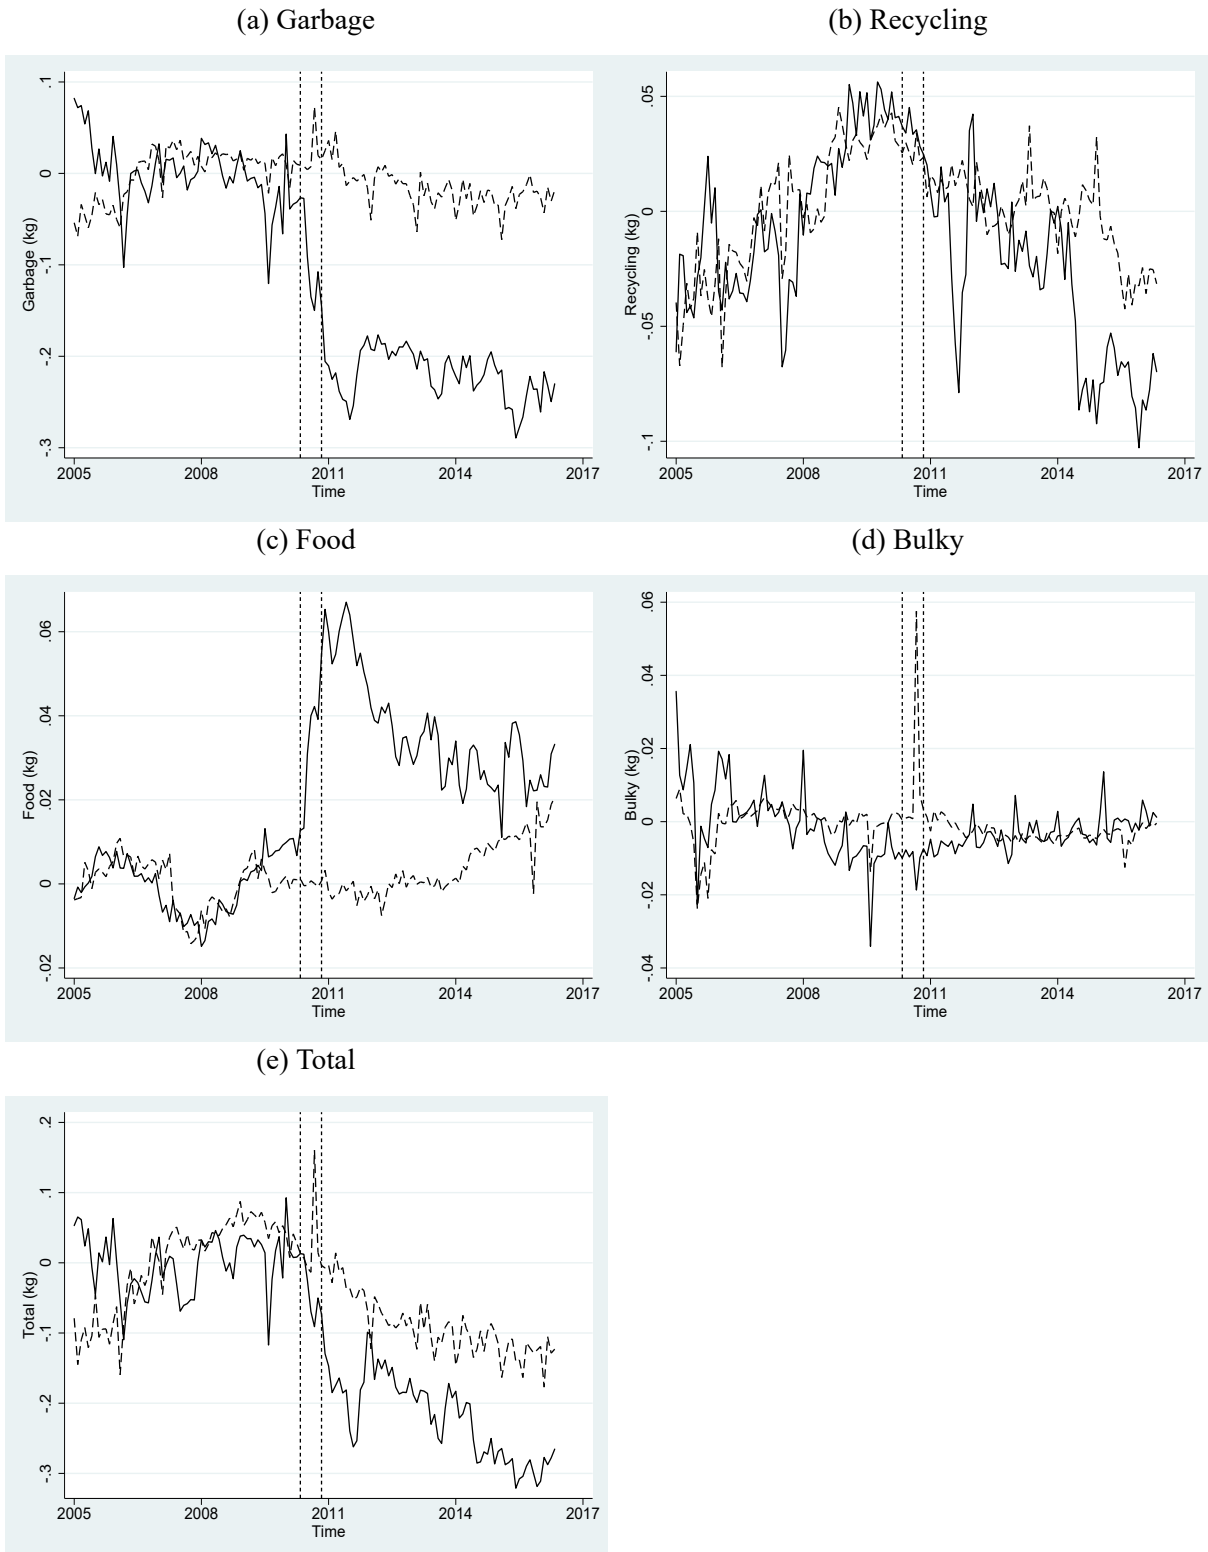 (a) Garbage
(b) Recycling
Garbage (kg)
.1
0
-.1
-.2
-.3
2005 2008 2011 2014 2017
Time
Recycling (kg)
.05
0
-.05
-.1
2005 2008 2011 2014 2017
Time
(c) Food
(d) Bulky
Food (kg)
.06
.04
.02
0
-.02
2005 2008 2011 2014 2017
Time
Bulky (kg)
.06
.04
.02
0
-.02
-.04
2005 2008 2011 2014 2017
Time
(e) Total
Total (kg)
.2
.1
0
-.1
-.2
-.3
2005 2008 2011 2014 2017
Time